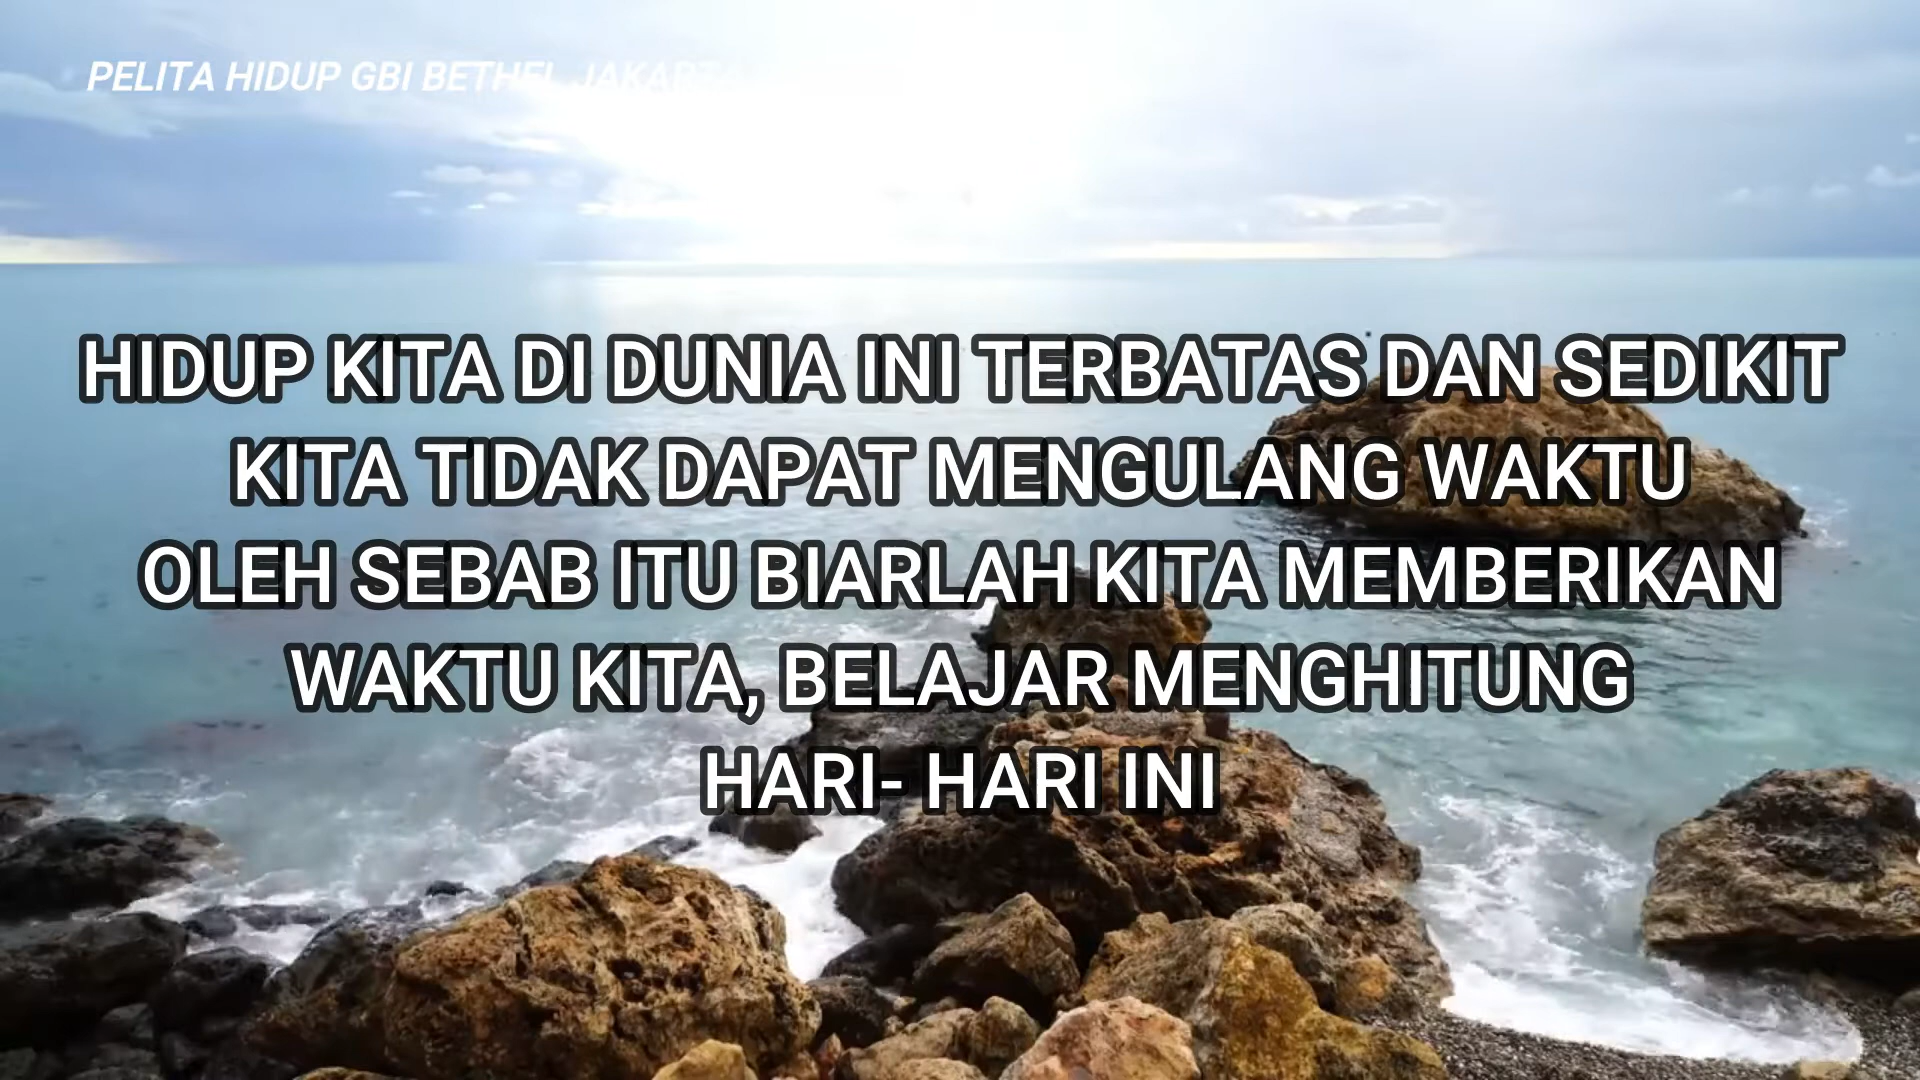 PELITA HIDUP GBI BETHEL JAKARTA
HIDUP KITA DI DUNIA INI TERBATAS DAN SEDIKIT
KITA TIDAK DAPAT MENGULANG WAKTU
OLEH SEBAB ITU BIARLAH KITA MEMBERIKAN
WAKTU KITA, BELAJAR MENGHITUNG
HARI- HARI INI